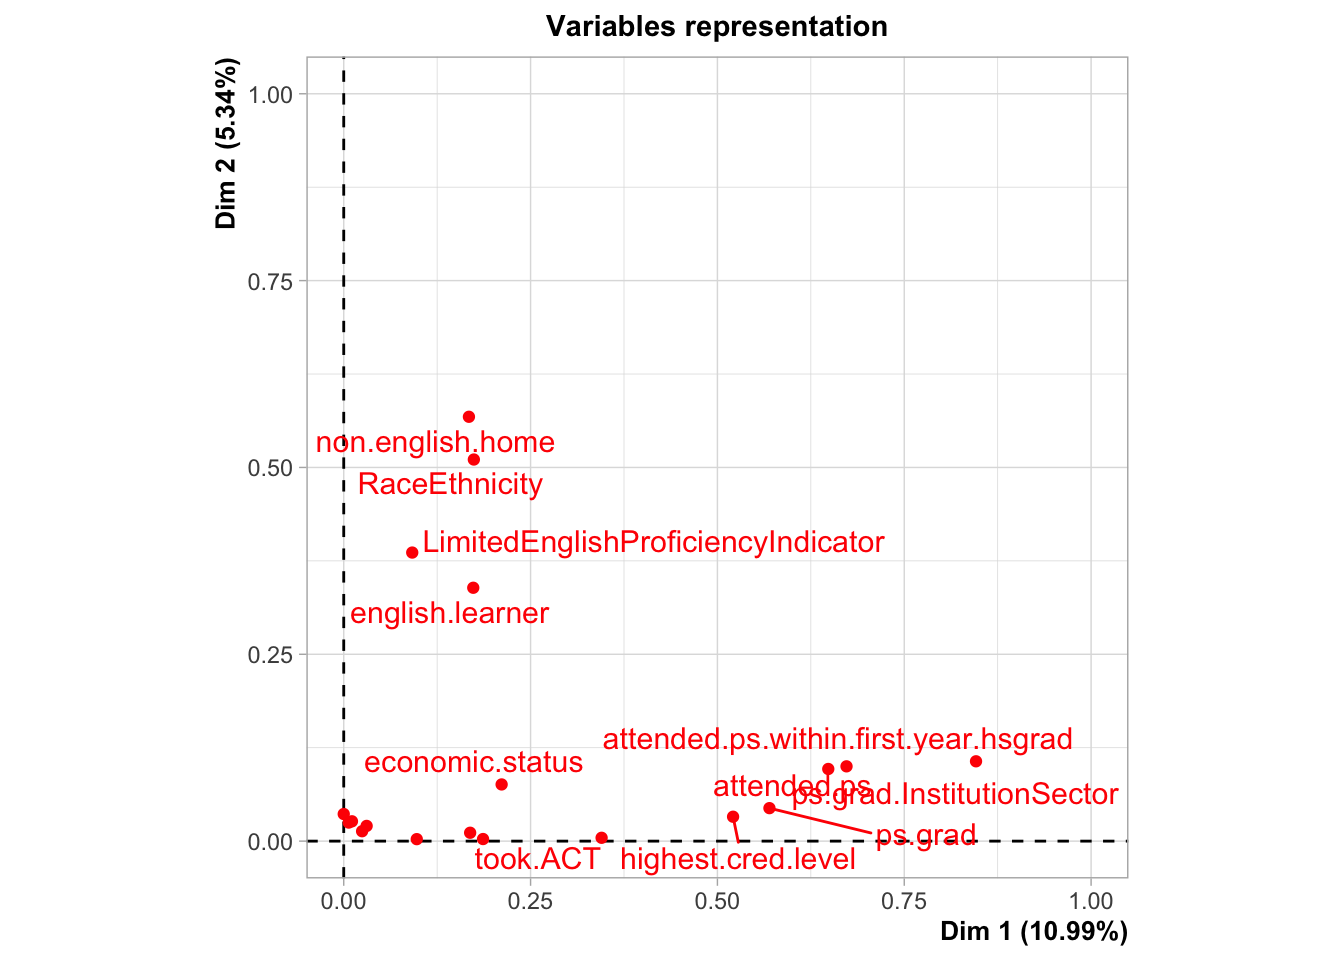 Variables representation
Dim 2 (5.34%)
1.00
0.75
0.50
0.25
0.00
non.english.home
RaceEthnicity
LimitedEnglishProficiencyIndicator
english.learner
attended.ps.within.first.year.hsgrad
economic.status
attended.ps
ps.grad.InstitutionSector
ps.grad
took.ACT
highest.cred.level
0.00
0.25
0.50
0.75
1.00
Dim 1 (10.99%)